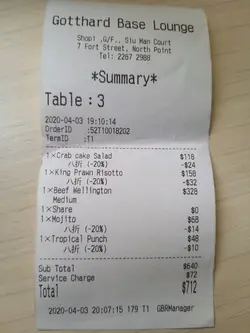 Gotthard Base Lounge
Shop1 ,G/F., Siu Man Court
7 Fort Street, North Point
Tel: 2267 2988
*Summary*
Table : 3
2020-04-03 19:10:14
OrderID :52T10018202
TermID :T1
1×Crab cake Salad $118
八折 (-20%) -$24
1×King Prawn Risotto $158
八折 (-20%) -$32
1×Beef Wellington $328
Medium
1×Share $0
1×Mojito $68
八折 (-20%) -$14
1×Tropical Punch $48
八折 (-20%) -$10
Sub Total $640
Service Charge $72
Total $712
2020-04-03 20:07:15 179 T1 GBRManager